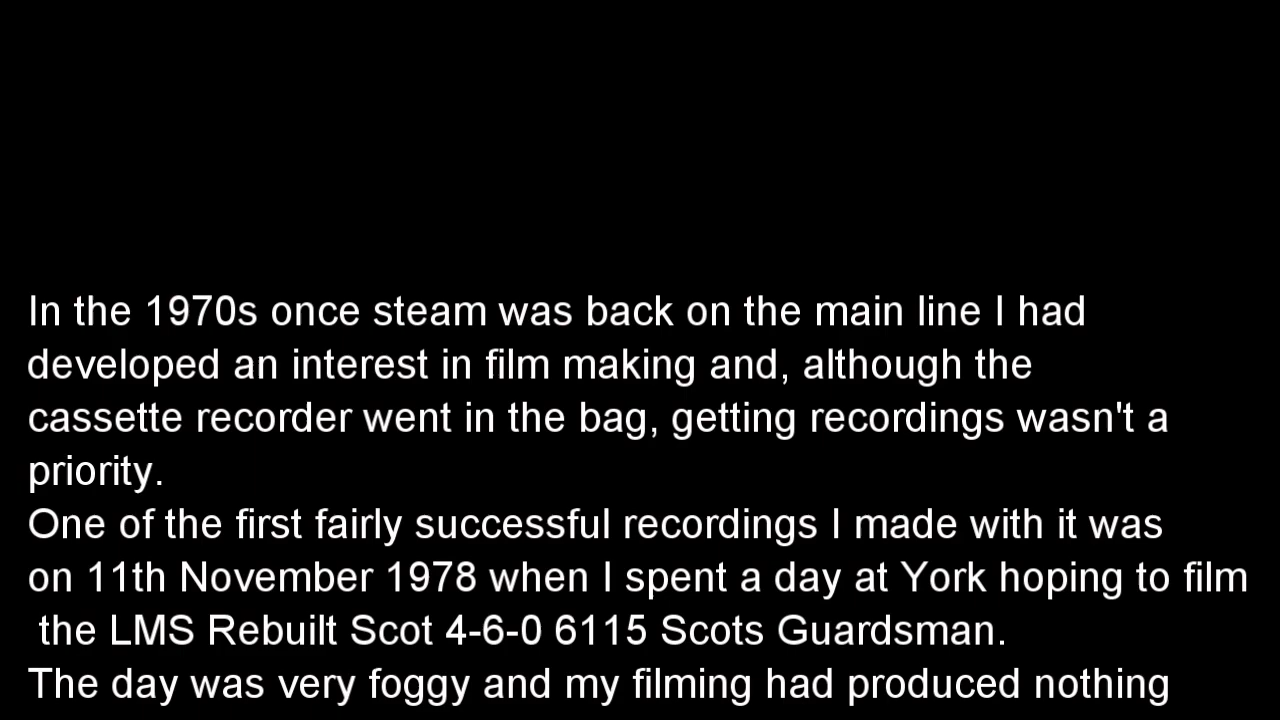 In the 1970s once steam was back on the main line I had
developed an interest in film making and, although the
cassette recorder went in the bag, getting recordings wasn't a
priority.
One of the first fairly successful recordings I made with it was
on 11th November 1978 when I spent a day at York hoping to film
the LMS Rebuilt Scot 4-6-0 6115 Scots Guardsman.
The day was very foggy and my filming had produced nothing